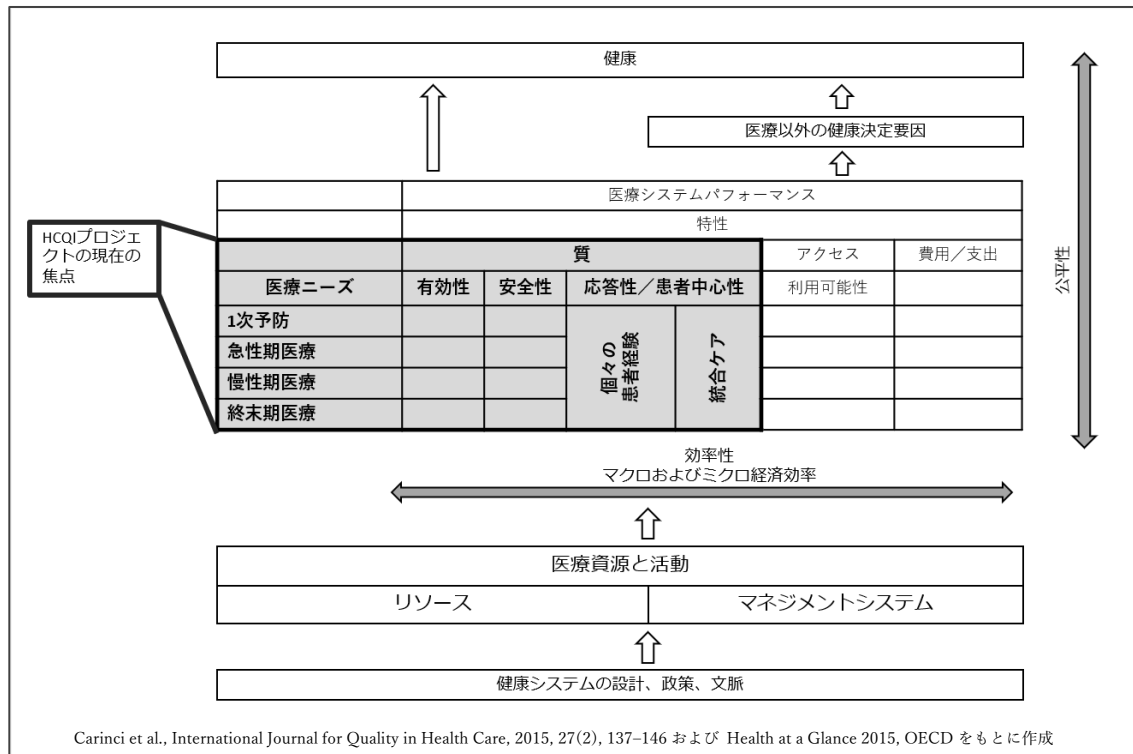 健康
医療以外の健康決定要因
医療システムパフォーマンス
特性
HCQIプロジェ
クトの現在の
焦点
質
アクセス
費用／支出
医療ニーズ
有効性
安全性
応答性／患者中心性
利用可能性
1次予防
急性期医療
慢性期医療
終末期医療
個々の
患者経験
統合ケア
公平性
効率性
マクロおよびミクロ経済効率
医療資源と活動
リソース
マネジメントシステム
健康システムの設計、政策、文脈
Carinci et al., International Journal for Quality in Health Care, 2015, 27(2), 137–146 および Health at a Glance 2015, OECD をもとに作成